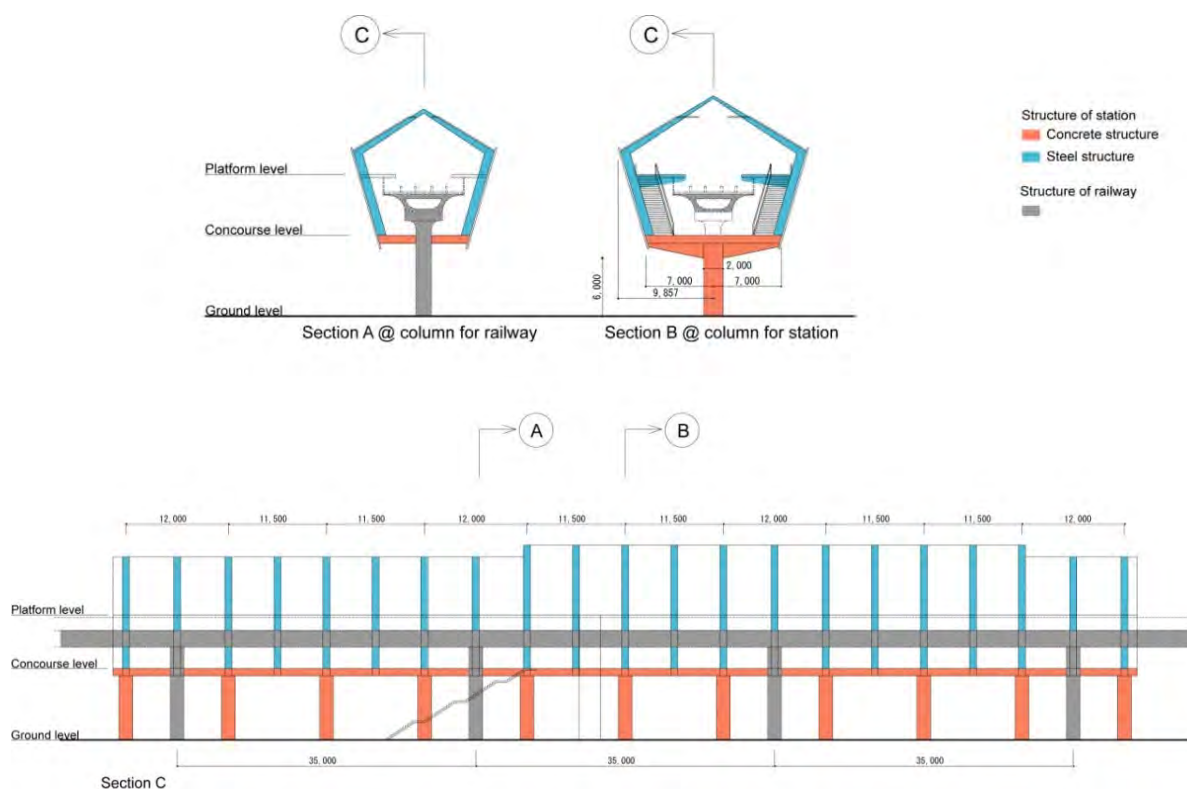 C
C
Structure of station
Concrete structure
Steel structure
Structure of railway
Platform level
Concourse level
Ground level
2,000
7,000
7,000
9,857
6,000
Section A @ column for railway
Section B @ column for station
A
B
12,000
11,500
11,500
12,000
11,500
11,500
12,000
11,500
11,500
12,000
Platform level
Concourse level
Ground level
35,000
35,000
35,000
Section C